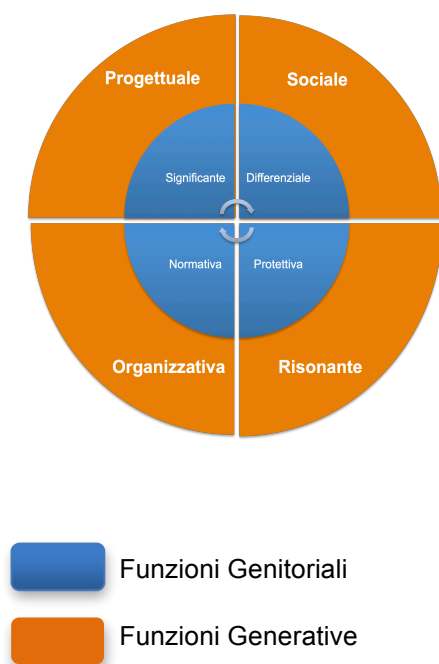 Progettuale
Sociale
Significante
Differenziale
Normativa
Protettiva
Organizzativa
Risonante
Funzioni Genitoriali
Funzioni Generative